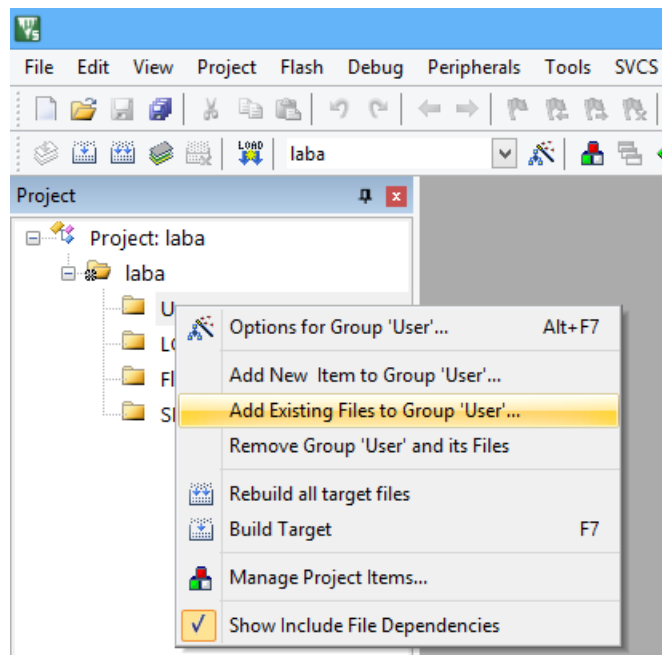 File Edit View Project Flash Debug Peripherals Tools SVCS
LOAD laba
Project
Project: laba
laba
Options for Group 'User'... Alt+F7
Add New Item to Group 'User'...
Add Existing Files to Group 'User'...
Remove Group 'User' and its Files
Rebuild all target files
Build Target F7
Manage Project Items...
Show Include File Dependencies